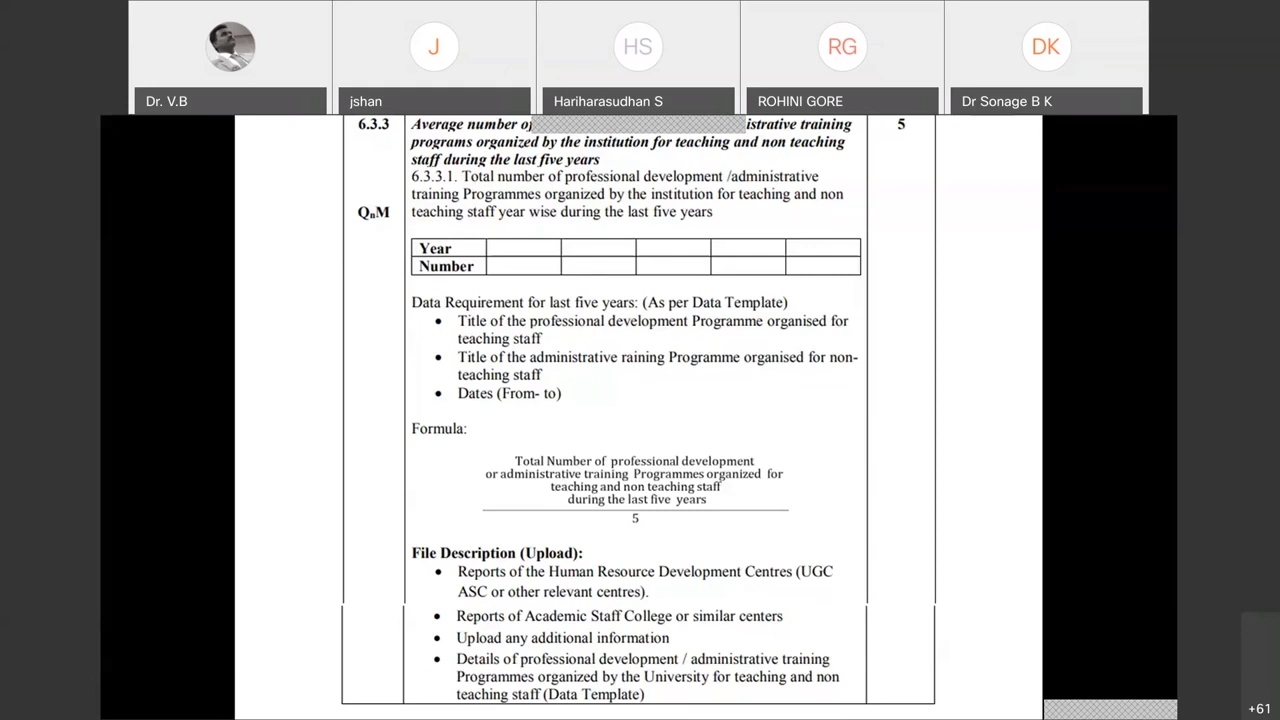 J
HS
RG
DK
Dr. V.B
jshan
Hariharasudhan S
ROHINI GORE
Dr Sonage B K
6.3.3
Average number of istrative training
5
programs organized by the institution for teaching and non teaching
staff during the last five years
6.3.3.1. Total number of professional development /administrative
training Programmes organized by the institution for teaching and non
QnM
teaching staff year wise during the last five years
Year
Number
Data Requirement for last five years: (As per Data Template)
• Title of the professional development Programme organised for
teaching staff
• Title of the administrative raining Programme organised for non-
teaching staff
• Dates (From- to)
Formula:
Total Number of professional development
or administrative training Programmes organized for
teaching and non teaching staff
during the last five years
5
File Description (Upload):
• Reports of the Human Resource Development Centres (UGC
ASC or other relevant centres).
• Reports of Academic Staff College or similar centers
• Upload any additional information
• Details of professional development / administrative training
Programmes organized by the University for teaching and non
teaching staff (Data Template)
+61